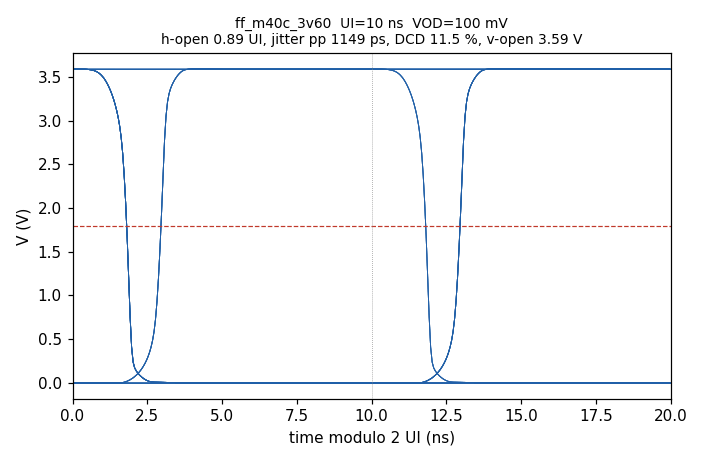 ff_m40c_3v60  UI=10 ns  VOD=100 mV
h-open 0.89 UI, jitter pp 1149 ps, DCD 11.5 %, v-open 3.59 V
V (V)
3.5
3.0
2.5
2.0
1.5
1.0
0.5
0.0
0.0 2.5 5.0 7.5 10.0 12.5 15.0 17.5 20.0
time modulo 2 UI (ns)